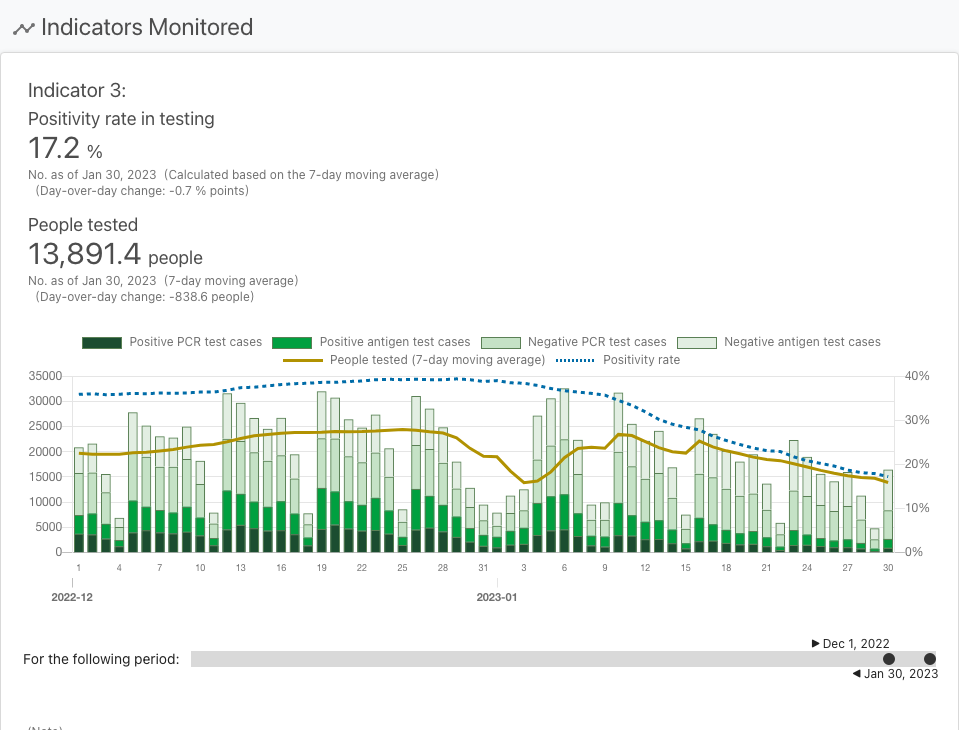 Indicators Monitored
Indicator 3:
Positivity rate in testing
17.2 %
No. as of Jan 30, 2023 (Calculated based on the 7-day moving average)
(Day-over-day change: -0.7 % points)
People tested
13,891.4 people
No. as of Jan 30, 2023 (7-day moving average)
(Day-over-day change: -838.6 people)
Positive PCR test cases Positive antigen test cases Negative PCR test cases Negative antigen test cases
People tested (7-day moving average) Positivity rate
35000 40%
30000
25000 30%
20000
15000 20%
10000 10%
5000
0 0%
1 4 7 10 13 16 19 22 25 28 31 3 6 9 12 15 18 21 24 27 30
2022-12 2023-01
▶ Dec 1, 2022
For the following period:
◀ Jan 30, 2023